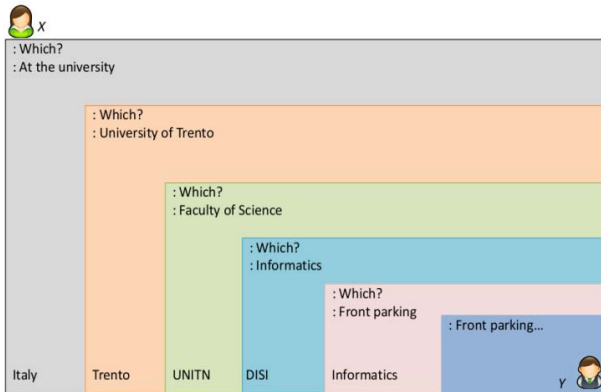 X
: Which?
: At the university
: Which?
: University of Trento
: Which?
: Faculty of Science
: Which?
: Informatics
: Which?
: Front parking
: Front parking...
Italy
Trento
UNITN
DISI
Informatics
Y